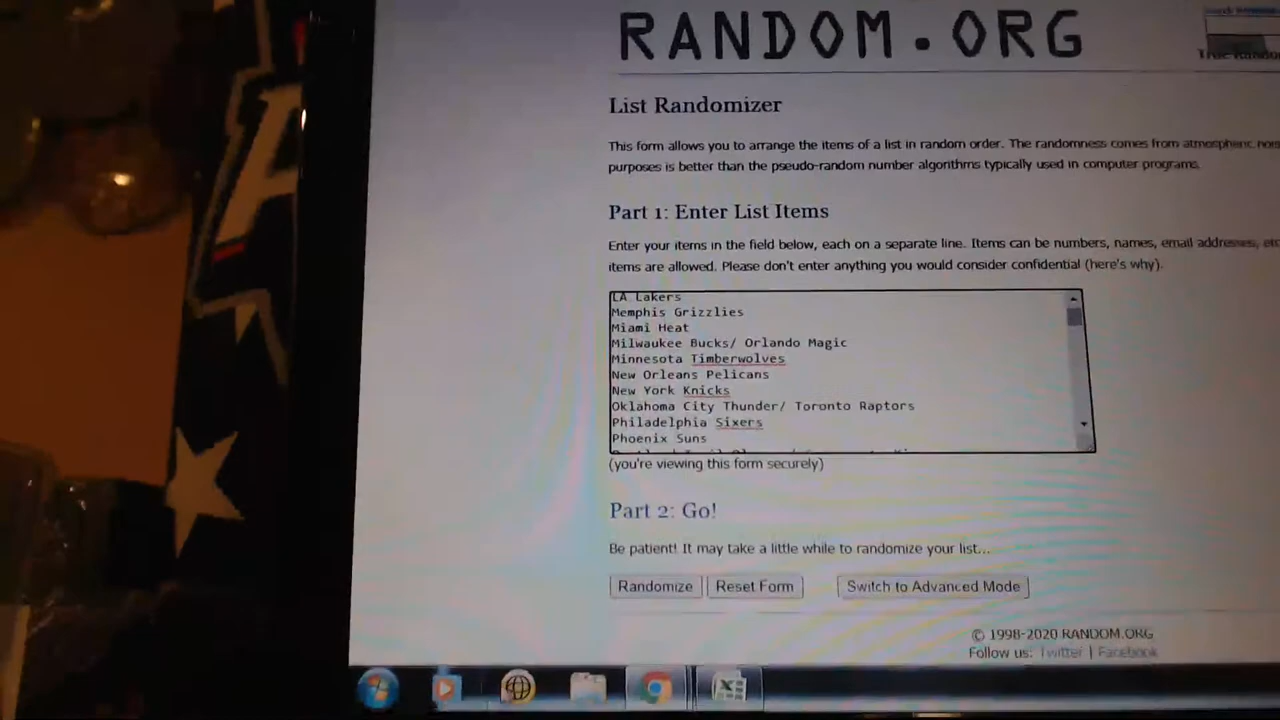 RANDOM.ORG
List Randomizer
This form allows you to arrange the items of a list in random order. The randomness comes from atmospheric
purposes is better than the pseudo-random number algorithms typically used in computer programs.
Part 1: Enter List Items
Enter your items in the field below, each on a separate line. Items can be numbers, names, email addresses,
items are allowed. Please don't enter anything you would consider confidential (here's why).
LA Lakers
Memphis Grizzlies
Miami Heat
Milwaukee Bucks/ Orlando Magic
Minnesota Timberwolves
New Orleans Pelicans
New York Knicks
Oklahoma City Thunder/ Toronto Raptors
Philadelphia Sixers
Phoenix Suns
(you're viewing this form securely)
Part 2: Go!
Be patient! It may take a little while to randomize your list...
Randomize Reset Form Switch to Advanced Mode
© 1998-2020 RANDOM.ORG
Follow us: Twitter | Facebook